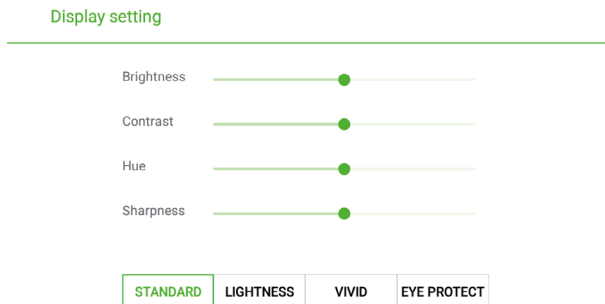 Display setting
Brightness
Contrast
Hue
Sharpness
STANDARD LIGHTNESS VIVID EYE PROTECT